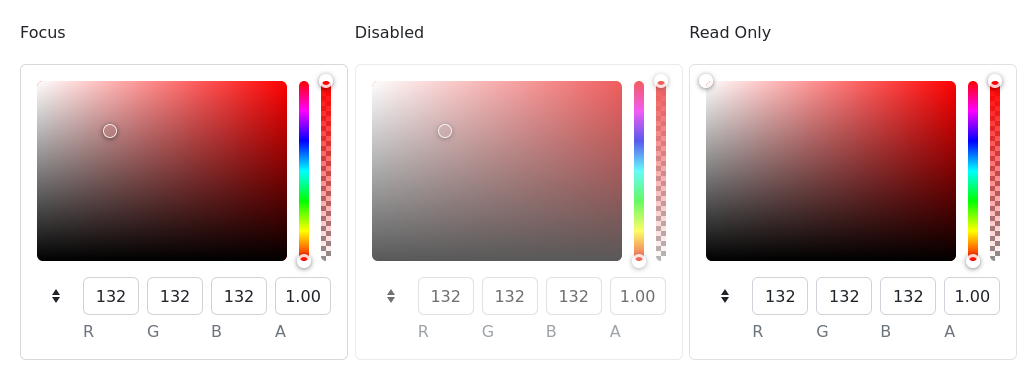 Focus Disabled Read Only
132 132 132 1.00 132 132 132 1.00 132 132 132 1.00
R G B A R G B A R G B A